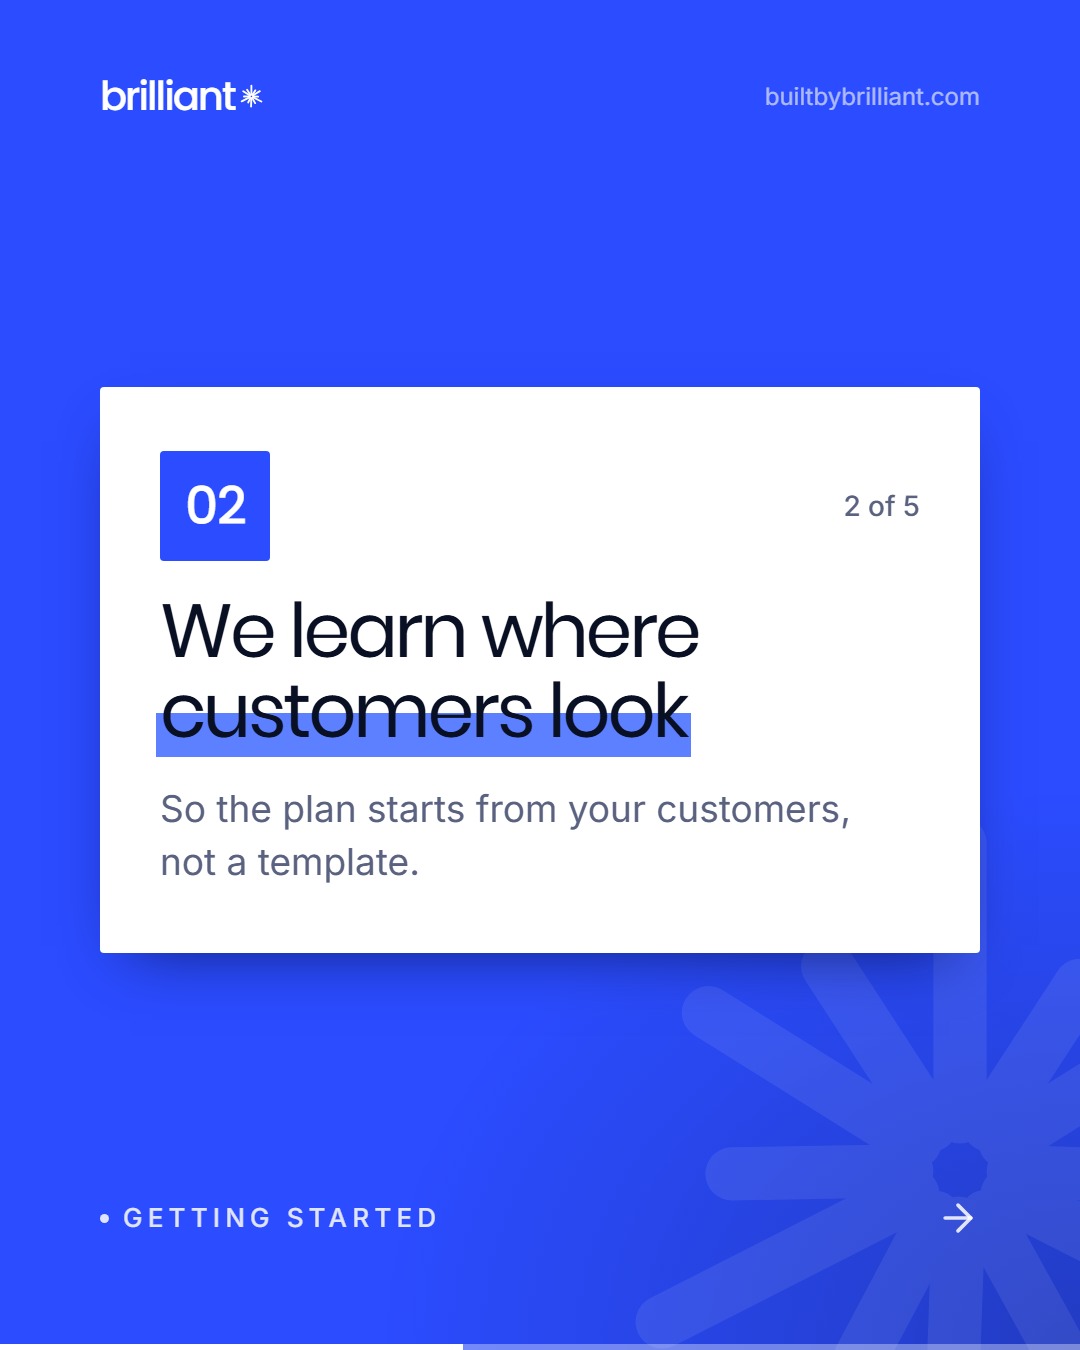 brilliant
builtbybrilliant.com
02
2 of 5
We learn where
customers look
So the plan starts from your customers,
not a template.
• GETTING STARTED